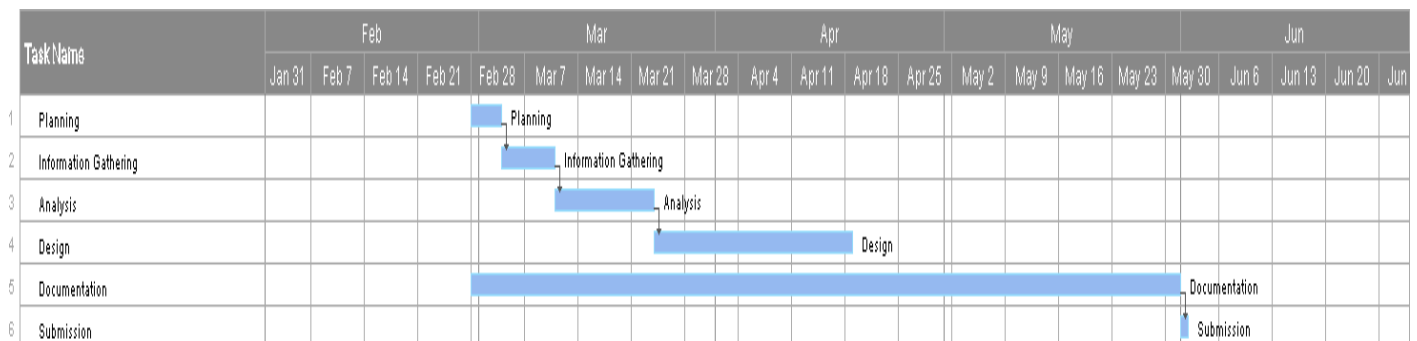 Task Name
Feb Mar Apr May Jun
Jan 31 Feb 7 Feb 14 Feb 21 Feb 28 Mar 7 Mar 14 Mar 21 Mar 28 Apr 4 Apr 11 Apr 18 Apr 25 May 2 May 9 May 16 May 23 May 30 Jun 6 Jun 13 Jun 20 Jun
1 Planning Planning
2 Information Gathering Information Gathering
3 Analysis Analysis
4 Design Design
5 Documentation Documentation
6 Submission Submission